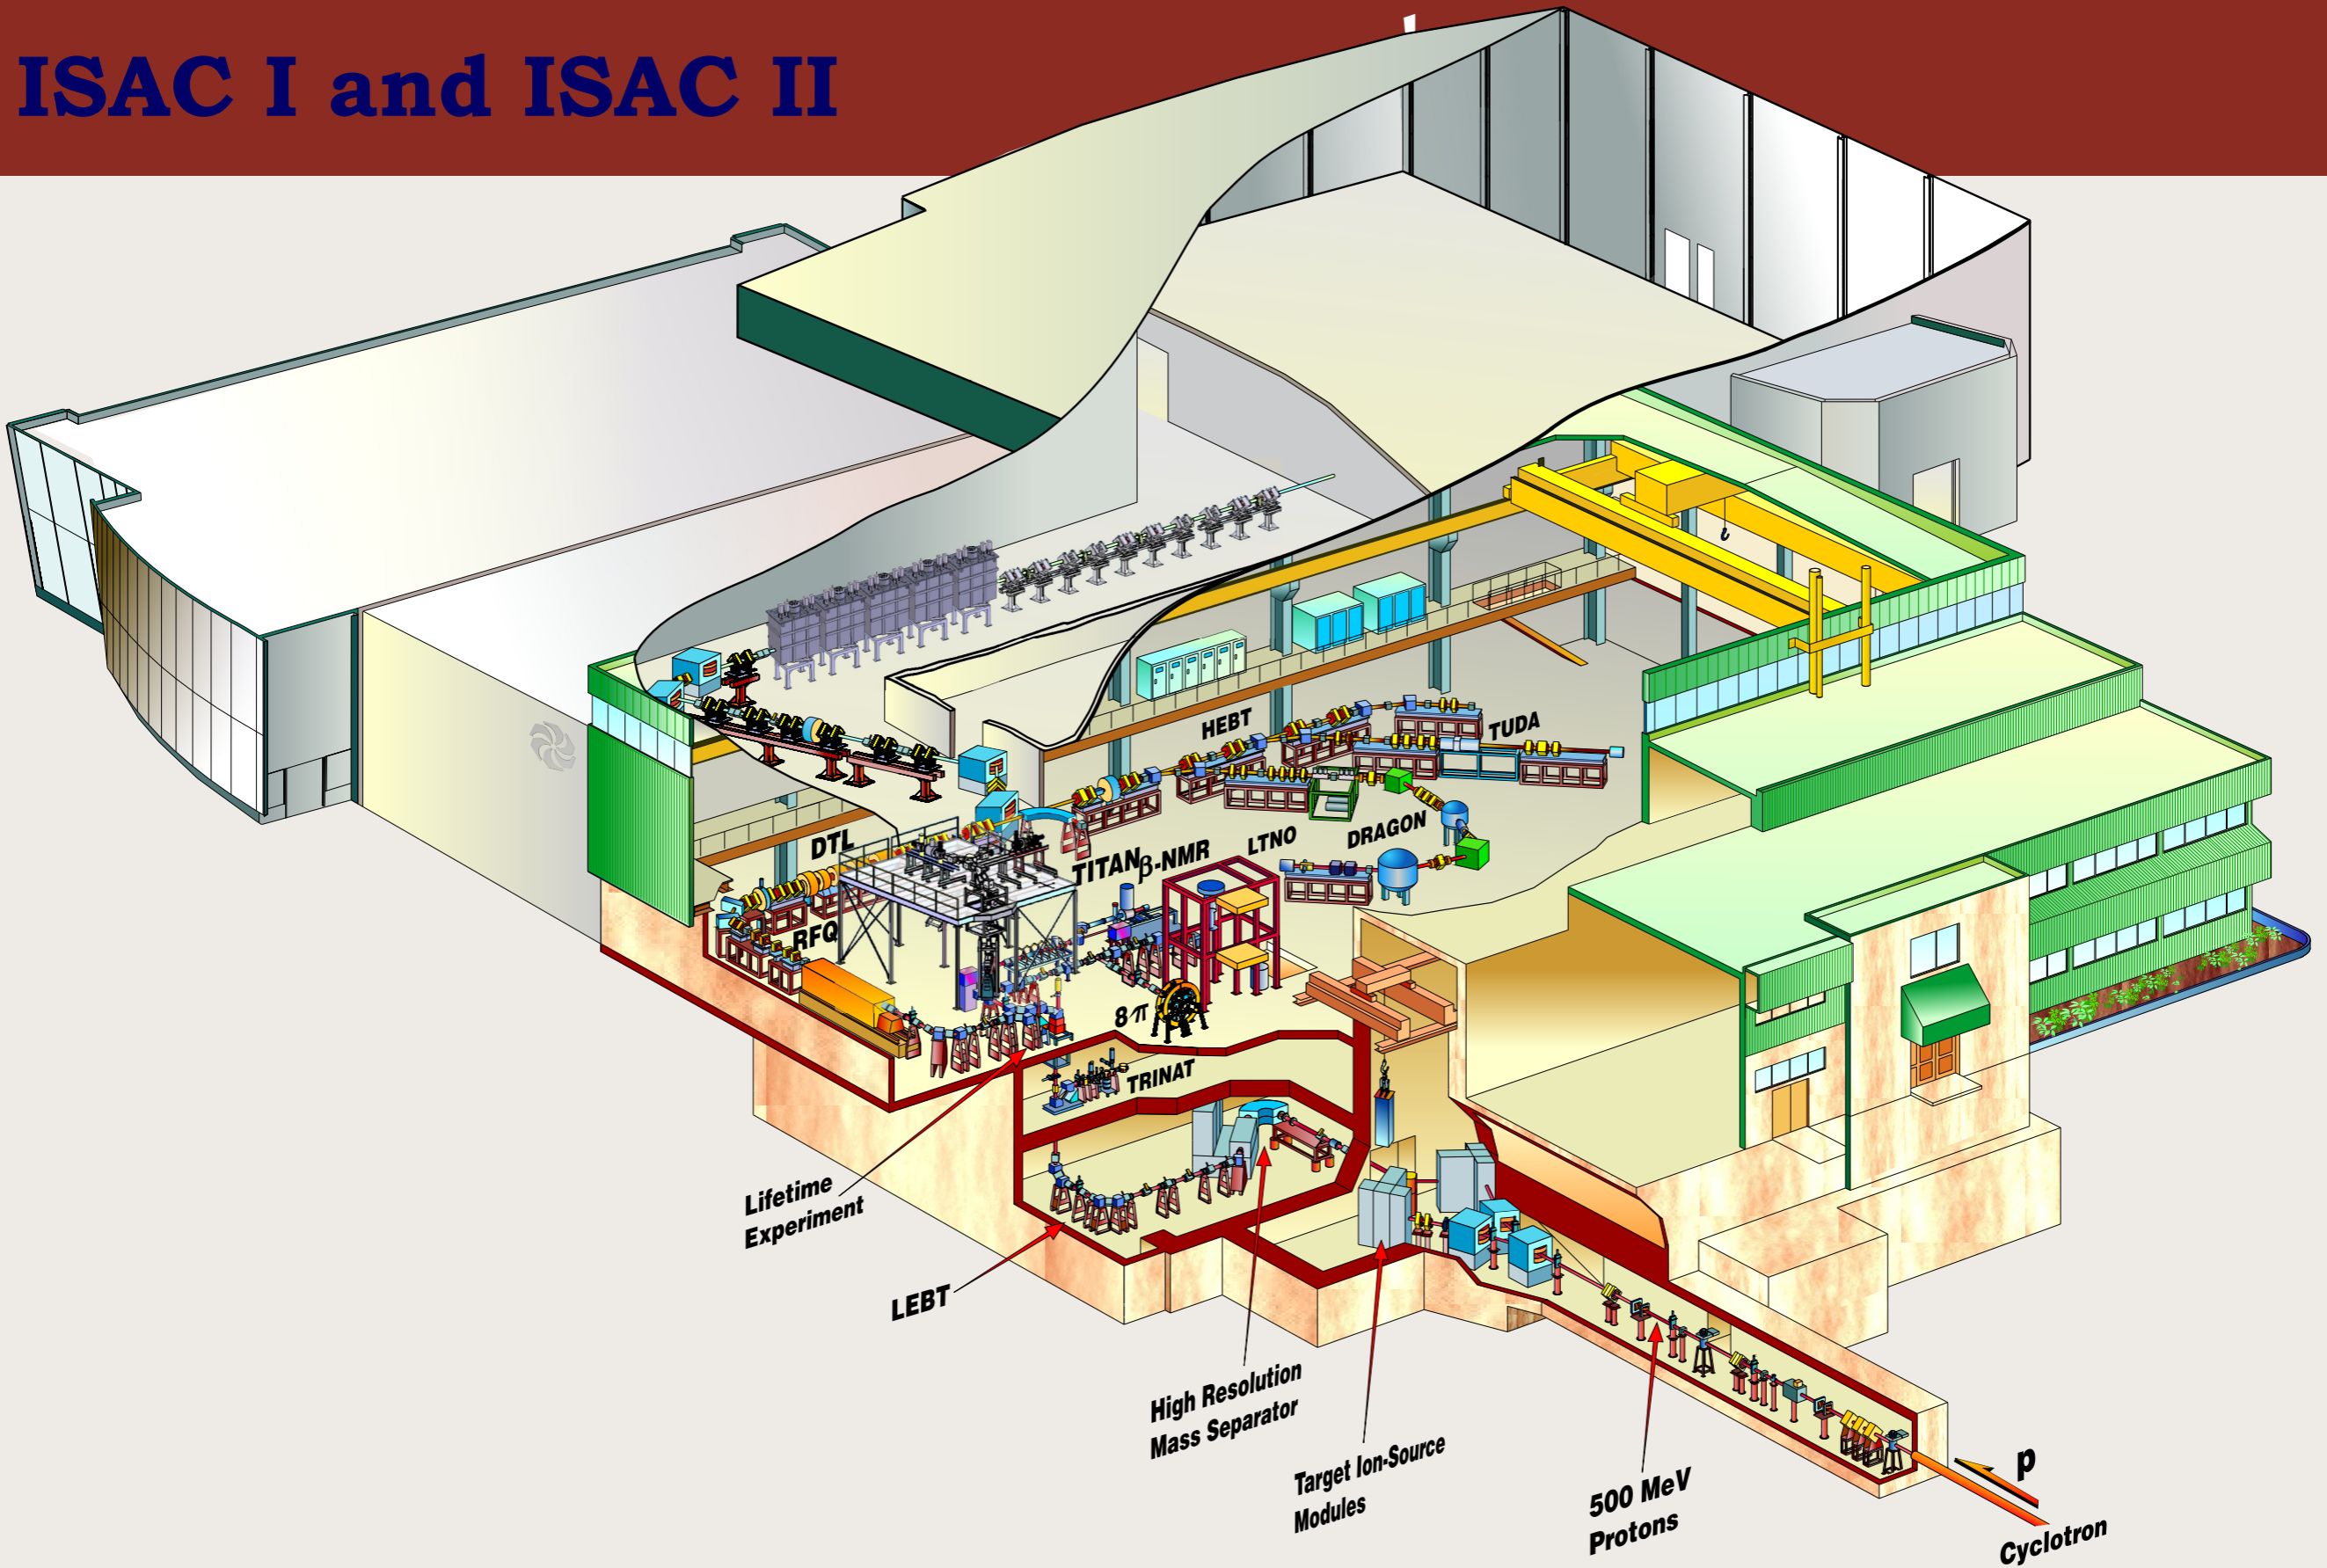 ISAC I and ISAC II
HEBT
TUDA
DTL
TITAN
β-NMR
LTNO
DRAGON
RFQ
8π
TRINAT
Lifetime
Experiment
LEBT
High Resolution
Mass Separator
Target Ion-Source
Modules
500 MeV
Protons
p
Cyclotron